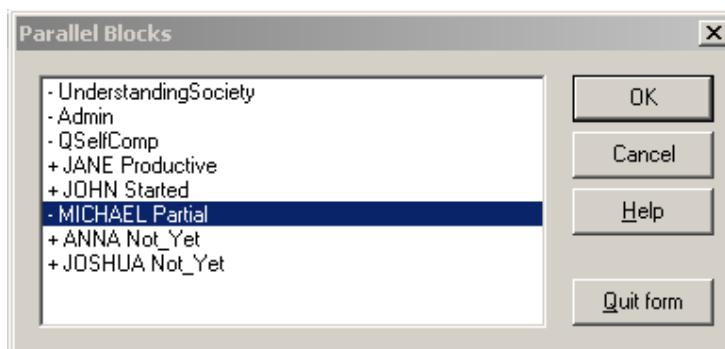 Parallel Blocks
- UnderstandingSociety
- Admin
- QSelfComp
+ JANE Productive
+ JOHN Started
- MICHAEL Partial
+ ANNA Not_Yet
+ JOSHUA Not_Yet
OK
Cancel
Help
Quit form